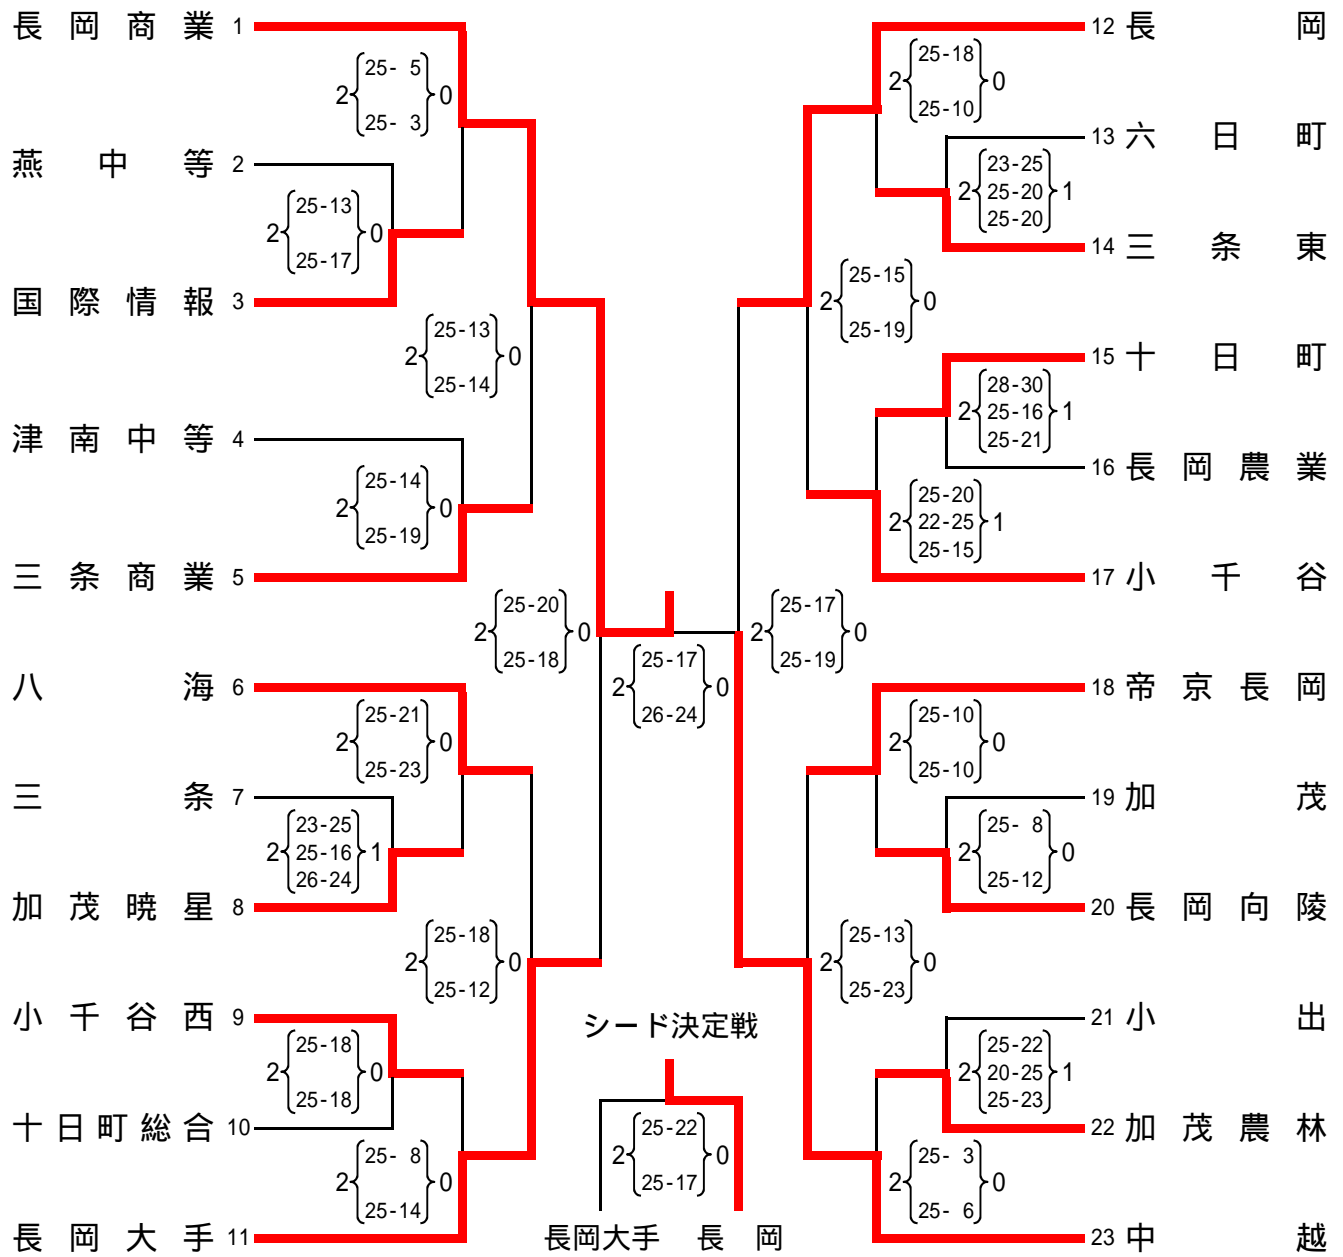 長岡商業 1
25- 5
2 0
25- 3
燕中等 2
25-13
2 0
25-17
国際情報 3
25-13
2 0
25-14
津南中等 4
25-14
2 0
25-19
三条商業 5
25-20
2 0
25-18
八海 6
25-21
2 0
25-23
三条 7
23-25
2 25-16 1
26-24
加茂暁星 8
25-18
2 0
25-12
小千谷西 9
25-18
2 0
25-18
十日町総合 10
25- 8
2 0
25-14
長岡大手 11
25-17
2 0
26-24
シード決定戦
25-22
2 0
25-17
長岡大手 長岡
12 長岡
25-18
2 0
25-10
13 六日町
23-25
2 25-20 1
25-20
14 三条東
25-15
2 0
25-19
15 十日町
28-30
2 25-16 1
25-21
16 長岡農業
25-20
2 22-25 1
25-15
17 小千谷
25-17
2 0
25-19
18 帝京長岡
25-10
2 0
25-10
19 加茂
25- 8
2 0
25-12
20 長岡向陵
25-13
2 0
25-23
21 小出
25-22
2 20-25 1
25-23
22 加茂農林
25- 3
2 0
25- 6
23 中越